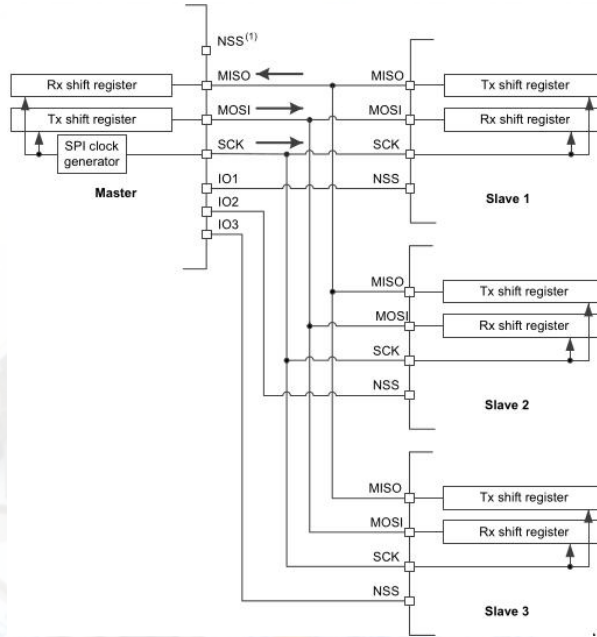 NSS(1)
Rx shift register
MISO
MISO
Tx shift register
Tx shift register
MOSI
MOSI
Rx shift register
SPI clock
generator
SCK
SCK
Master
IO1
NSS
Slave 1
IO2
IO3
MISO
Tx shift register
MOSI
Rx shift register
SCK
NSS
Slave 2
MISO
Tx shift register
MOSI
Rx shift register
SCK
NSS
Slave 3